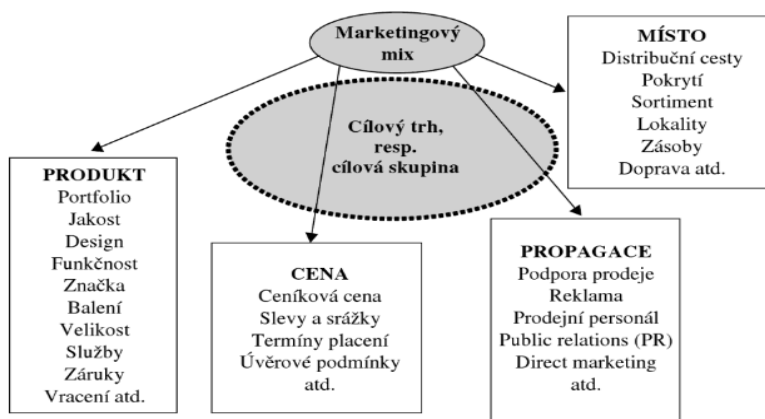 Marketingový
mix
Cílový trh,
resp.
cílová skupina
PRODUKT
Portfolio
Jakost
Design
Funkčnost
Značka
Balení
Velikost
Služby
Záruky
Vracení atd.
CENA
Ceníková cena
Slevy a srážky
Termíny placení
Úvěrové podmínky
atd.
PROPAGACE
Podpora prodeje
Reklama
Prodejní personál
Public relations (PR)
Direct marketing
atd.
MÍSTO
Distribuční cesty
Pokrytí
Sortiment
Lokality
Zásoby
Doprava atd.